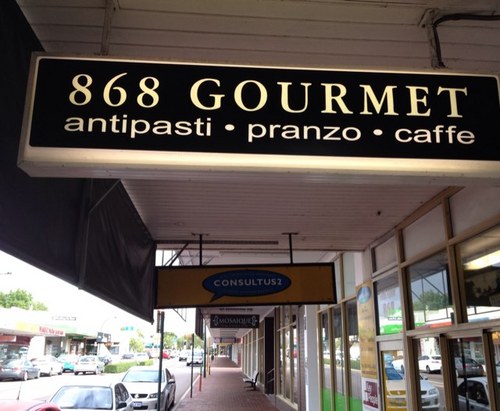 868 GOURMET
antipasti • pranzo • caffe
CONSULTUS2